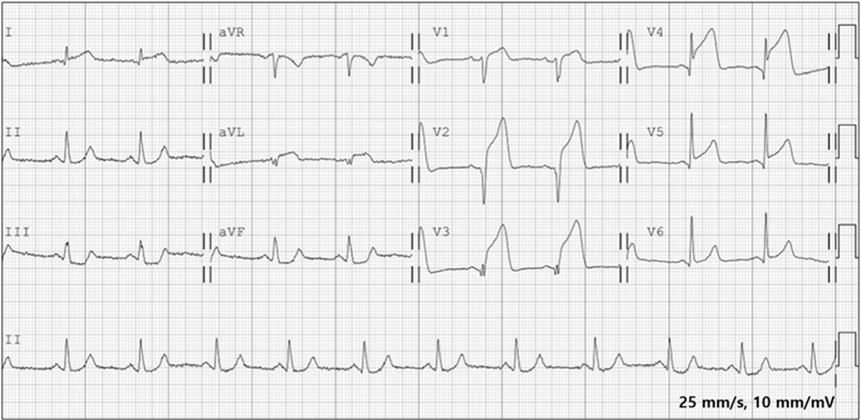 I aVR V1 V4
II aVL V2 V5
III aVF V3 V6
II
25 mm/s, 10 mm/mV